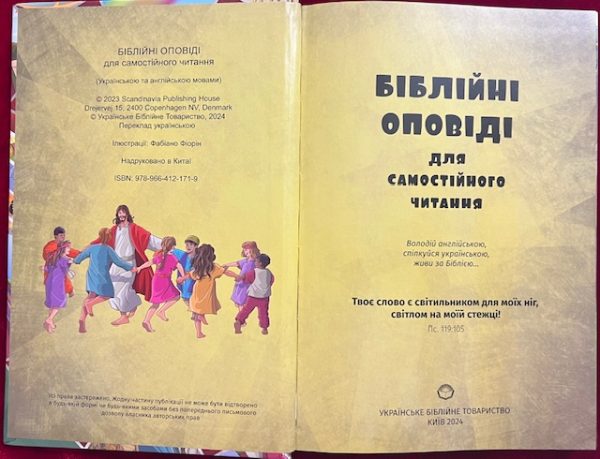 БІБЛІЙНІ ОПОВІДІ
для самостійного читання
(Українською та англійською мовами)
© 2023 Scandinavia Publishing House
Drejervej 15, 2400 Copenhagen NV, Denmark
© Українське Біблійне Товариство, 2024
Переклад українською
Ілюстрації: Фабіано Фіорін
Надруковано в Китаї
ISBN: 978-966-412-171-9
Усі права застережено. Жодну частину публікації не може бути відтворено
в будь-якій формі чи будь-якими засобами без попереднього письмового
дозволу власника авторських прав
БІБЛІЙНІ
ОПОВІДІ
ДЛЯ
САМОСТІЙНОГО
ЧИТАННЯ
Володій англійською,
спілкуйся українською,
живи за Біблією...
Твоє слово є світильником для моїх ніг,
світлом на моїй стежці!
Пс. 119:105
УКРАЇНСЬКЕ БІБЛІЙНЕ ТОВАРИСТВО
КИЇВ 2024